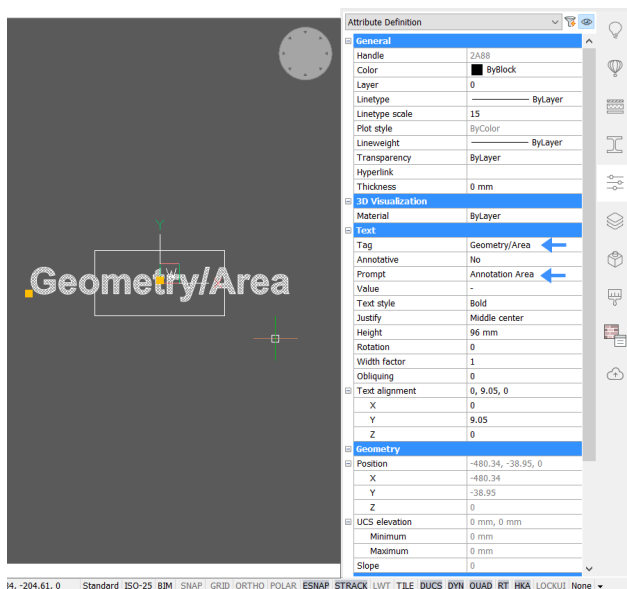 Attribute Definition
General
Handle 2A88
Color ByBlock
Layer 0
Linetype ByLayer
Linetype scale 15
Plot style ByColor
Lineweight ByLayer
Transparency ByLayer
Hyperlink
Thickness 0 mm
3D Visualization
Material ByLayer
Text
Tag Geometry/Area
Annotative No
Prompt Annotation Area
Value -
Text style Bold
Justify Middle center
Height 96 mm
Rotation 0
Width factor 1
Obliquing 0
Text alignment 0, 9.05, 0
X 0
Y 9.05
Z 0
Geometry
Position -480.34, -38.95, 0
X -480.34
Y -38.95
Z 0
UCS elevation 0 mm, 0 mm
Minimum 0 mm
Maximum 0 mm
Slope 0
Y
W
Geometry/Area
34, -204.61, 0 Standard ISO-25 BIM SNAP GRID ORTHO POLAR ESNAP STRACK LWT TILE DUCS DYN QUAD RT HKA LOCKUI None